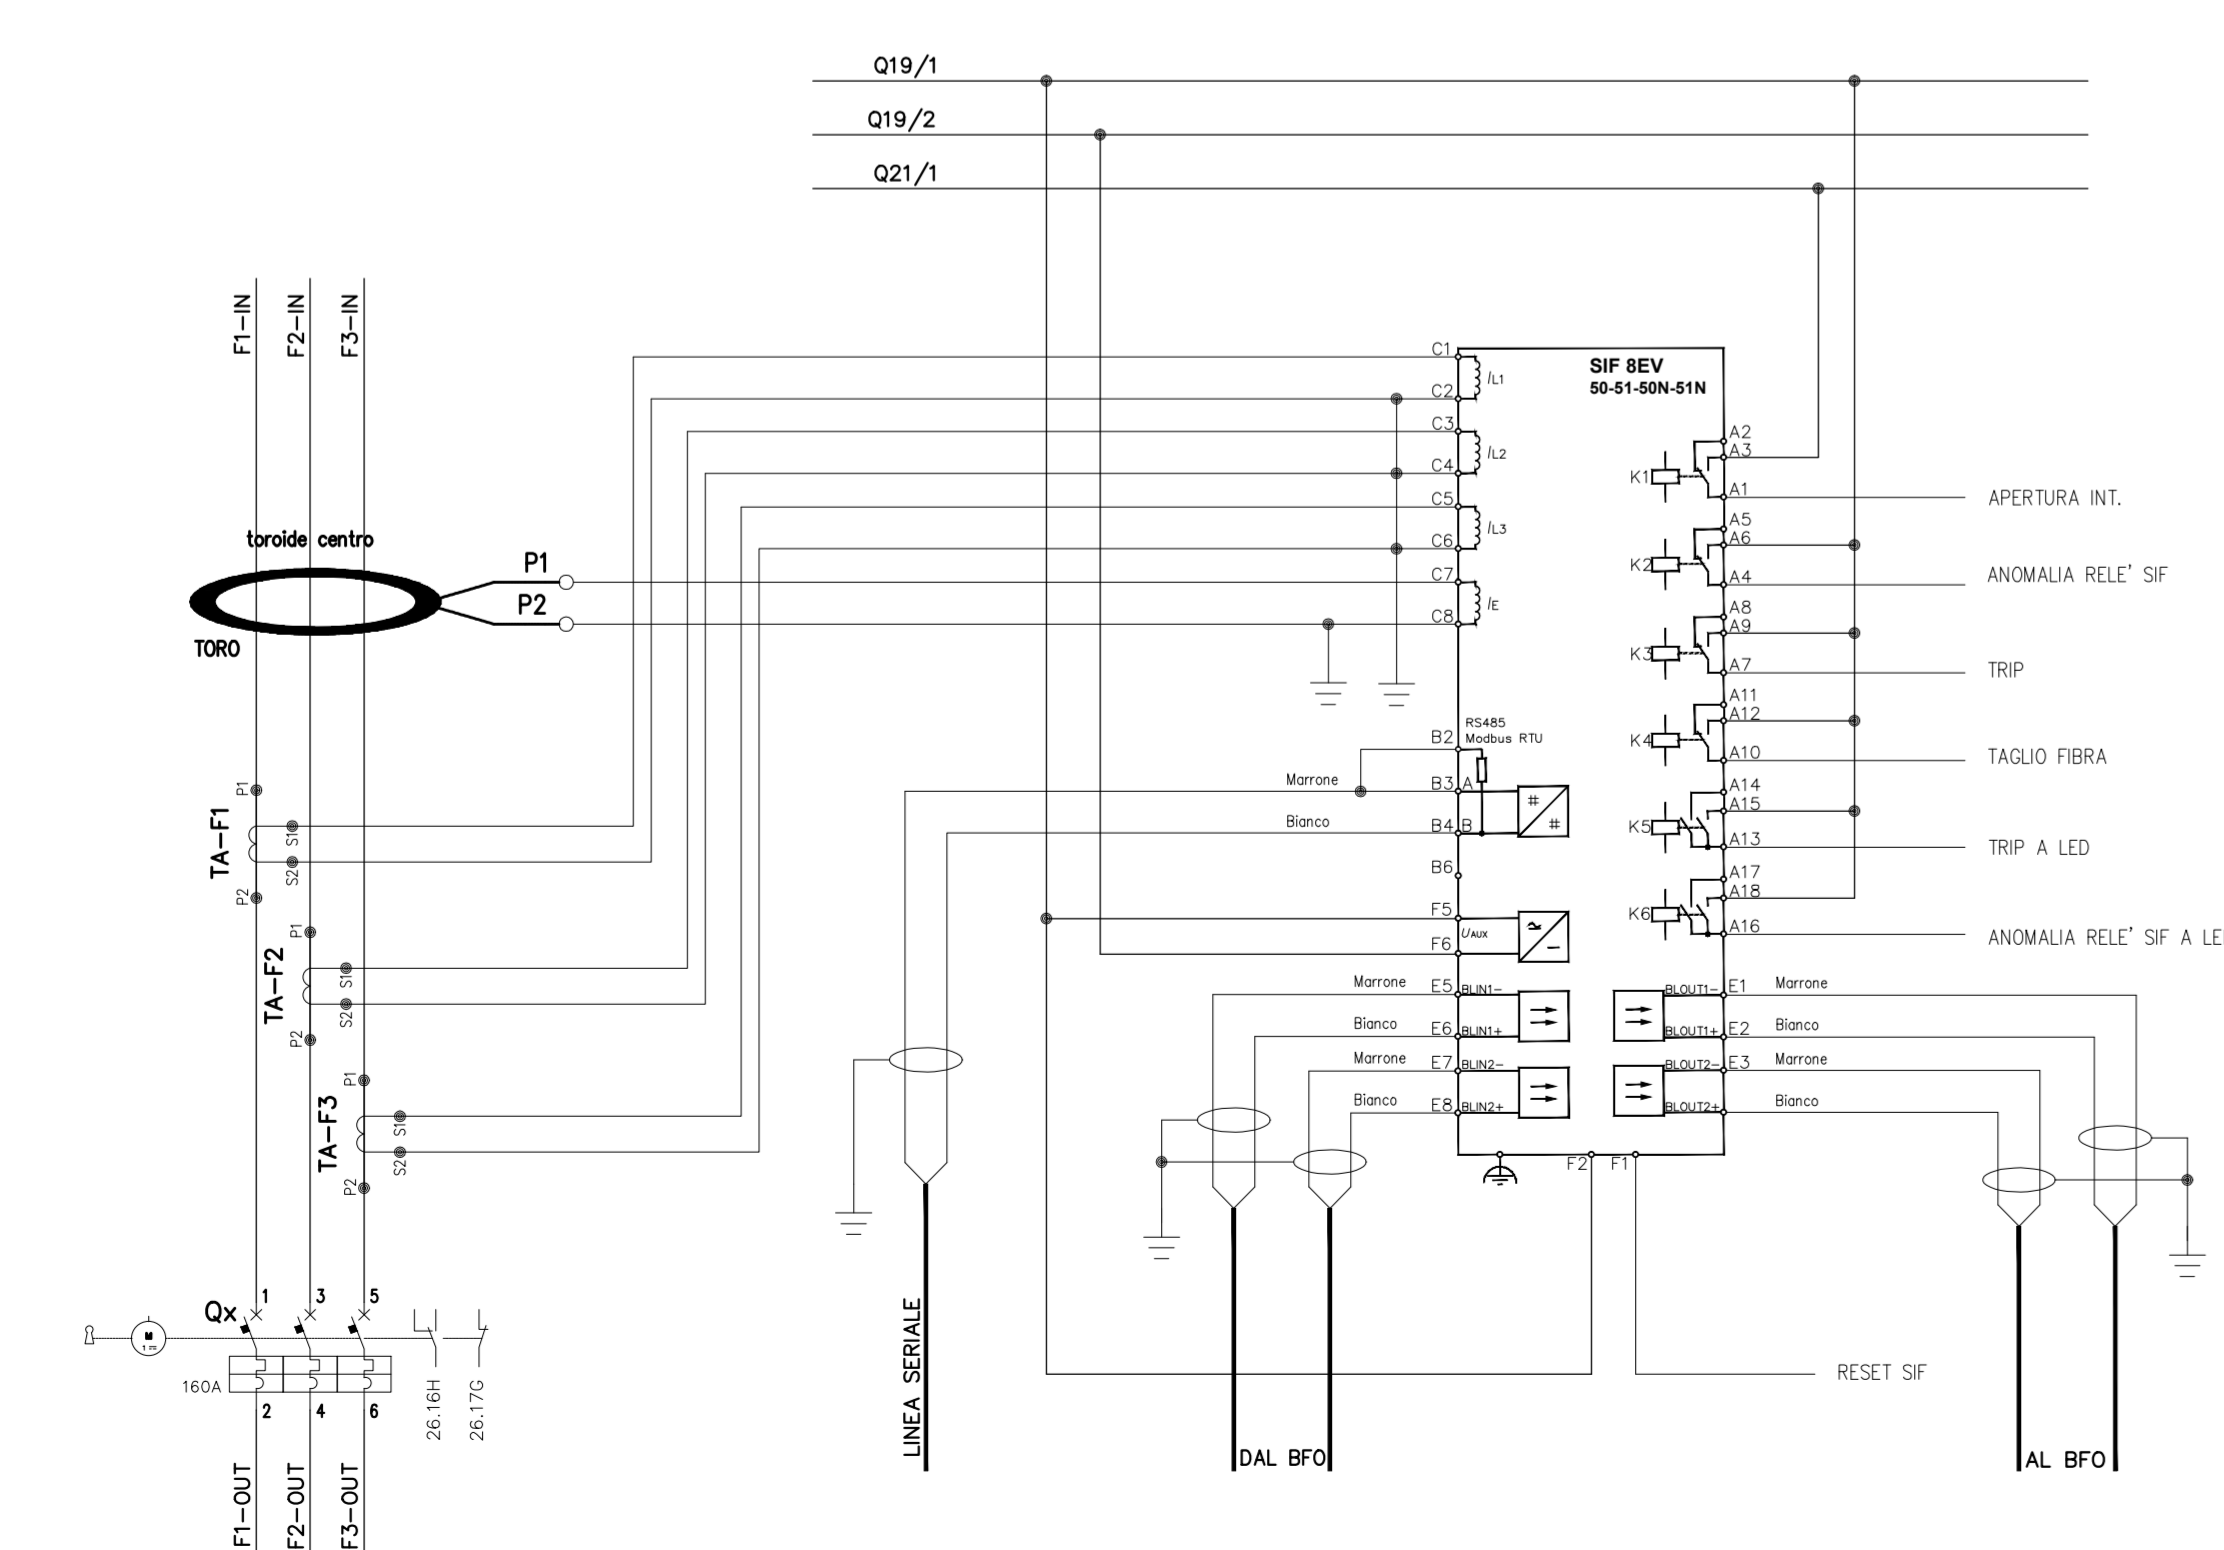 Q19/1
Q19/2
Q21/1
F1-IN
F2-IN
F3-IN
toroide centro
TORO
P1
P2
TA-F1
P1
S1
S2
P2
TA-F2
P1
S1
S2
P2
TA-F3
P1
S1
S2
P2
Qx
1
3
5
M
1
160A
2
4
6
26.16H
26.17G
F1-OUT
F2-OUT
F3-OUT
SIF 8EV
50-51-50N-51N
C1
IL1
C2
C3
IL2
C4
C5
IL3
C6
C7
IE
C8
RS485
Modbus RTU
B2
Marrone
B3 A
#
#
Bianco
B4 B
B6
F5
UAUX
F6
Marrone
E5 BLIN1-
Bianco
E6 BLIN1+
Marrone
E7 BLIN2-
Bianco
E8 BLIN2+
F2
F1
K1
A2
A3
A1
APERTURA INT.
K2
A5
A6
A4
ANOMALIA RELE' SIF
K3
A8
A9
A7
TRIP
K4
A11
A12
A10
TAGLIO FIBRA
K5
A14
A15
A13
TRIP A LED
K6
A17
A18
A16
ANOMALIA RELE' SIF A LE
BLOUT1- E1 Marrone
BLOUT1+ E2 Bianco
BLOUT2- E3 Marrone
BLOUT2+ Bianco
RESET SIF
LINEA SERIALE
DAL BFO
AL BFO